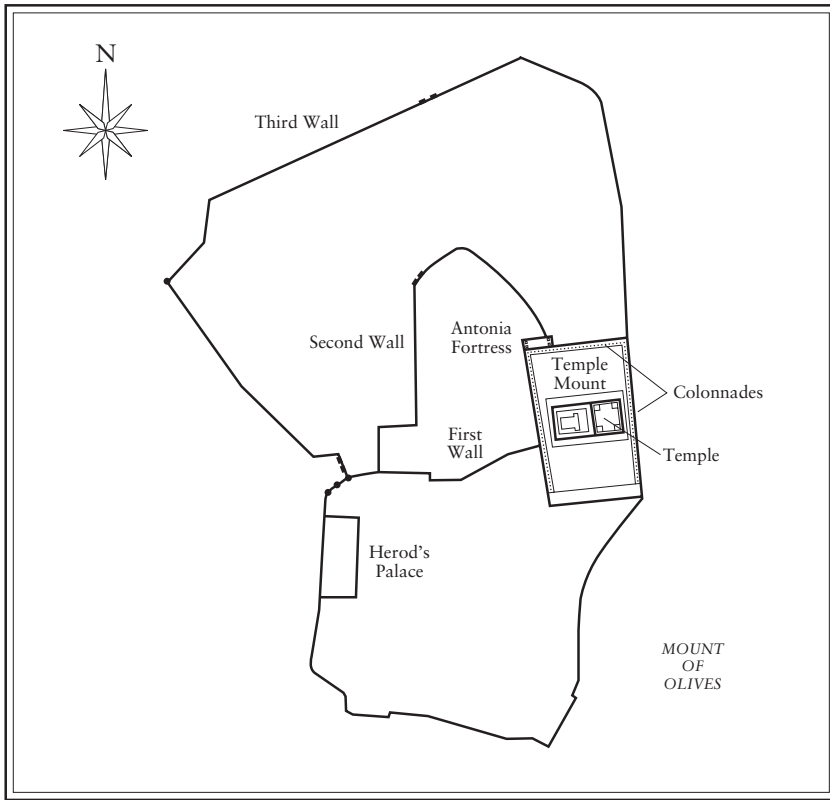 N
Third Wall
Second Wall
Antonia
Fortress
Temple
Mount
Colonnades
First
Wall
Temple
Herod's
Palace
MOUNT
OF
OLIVES